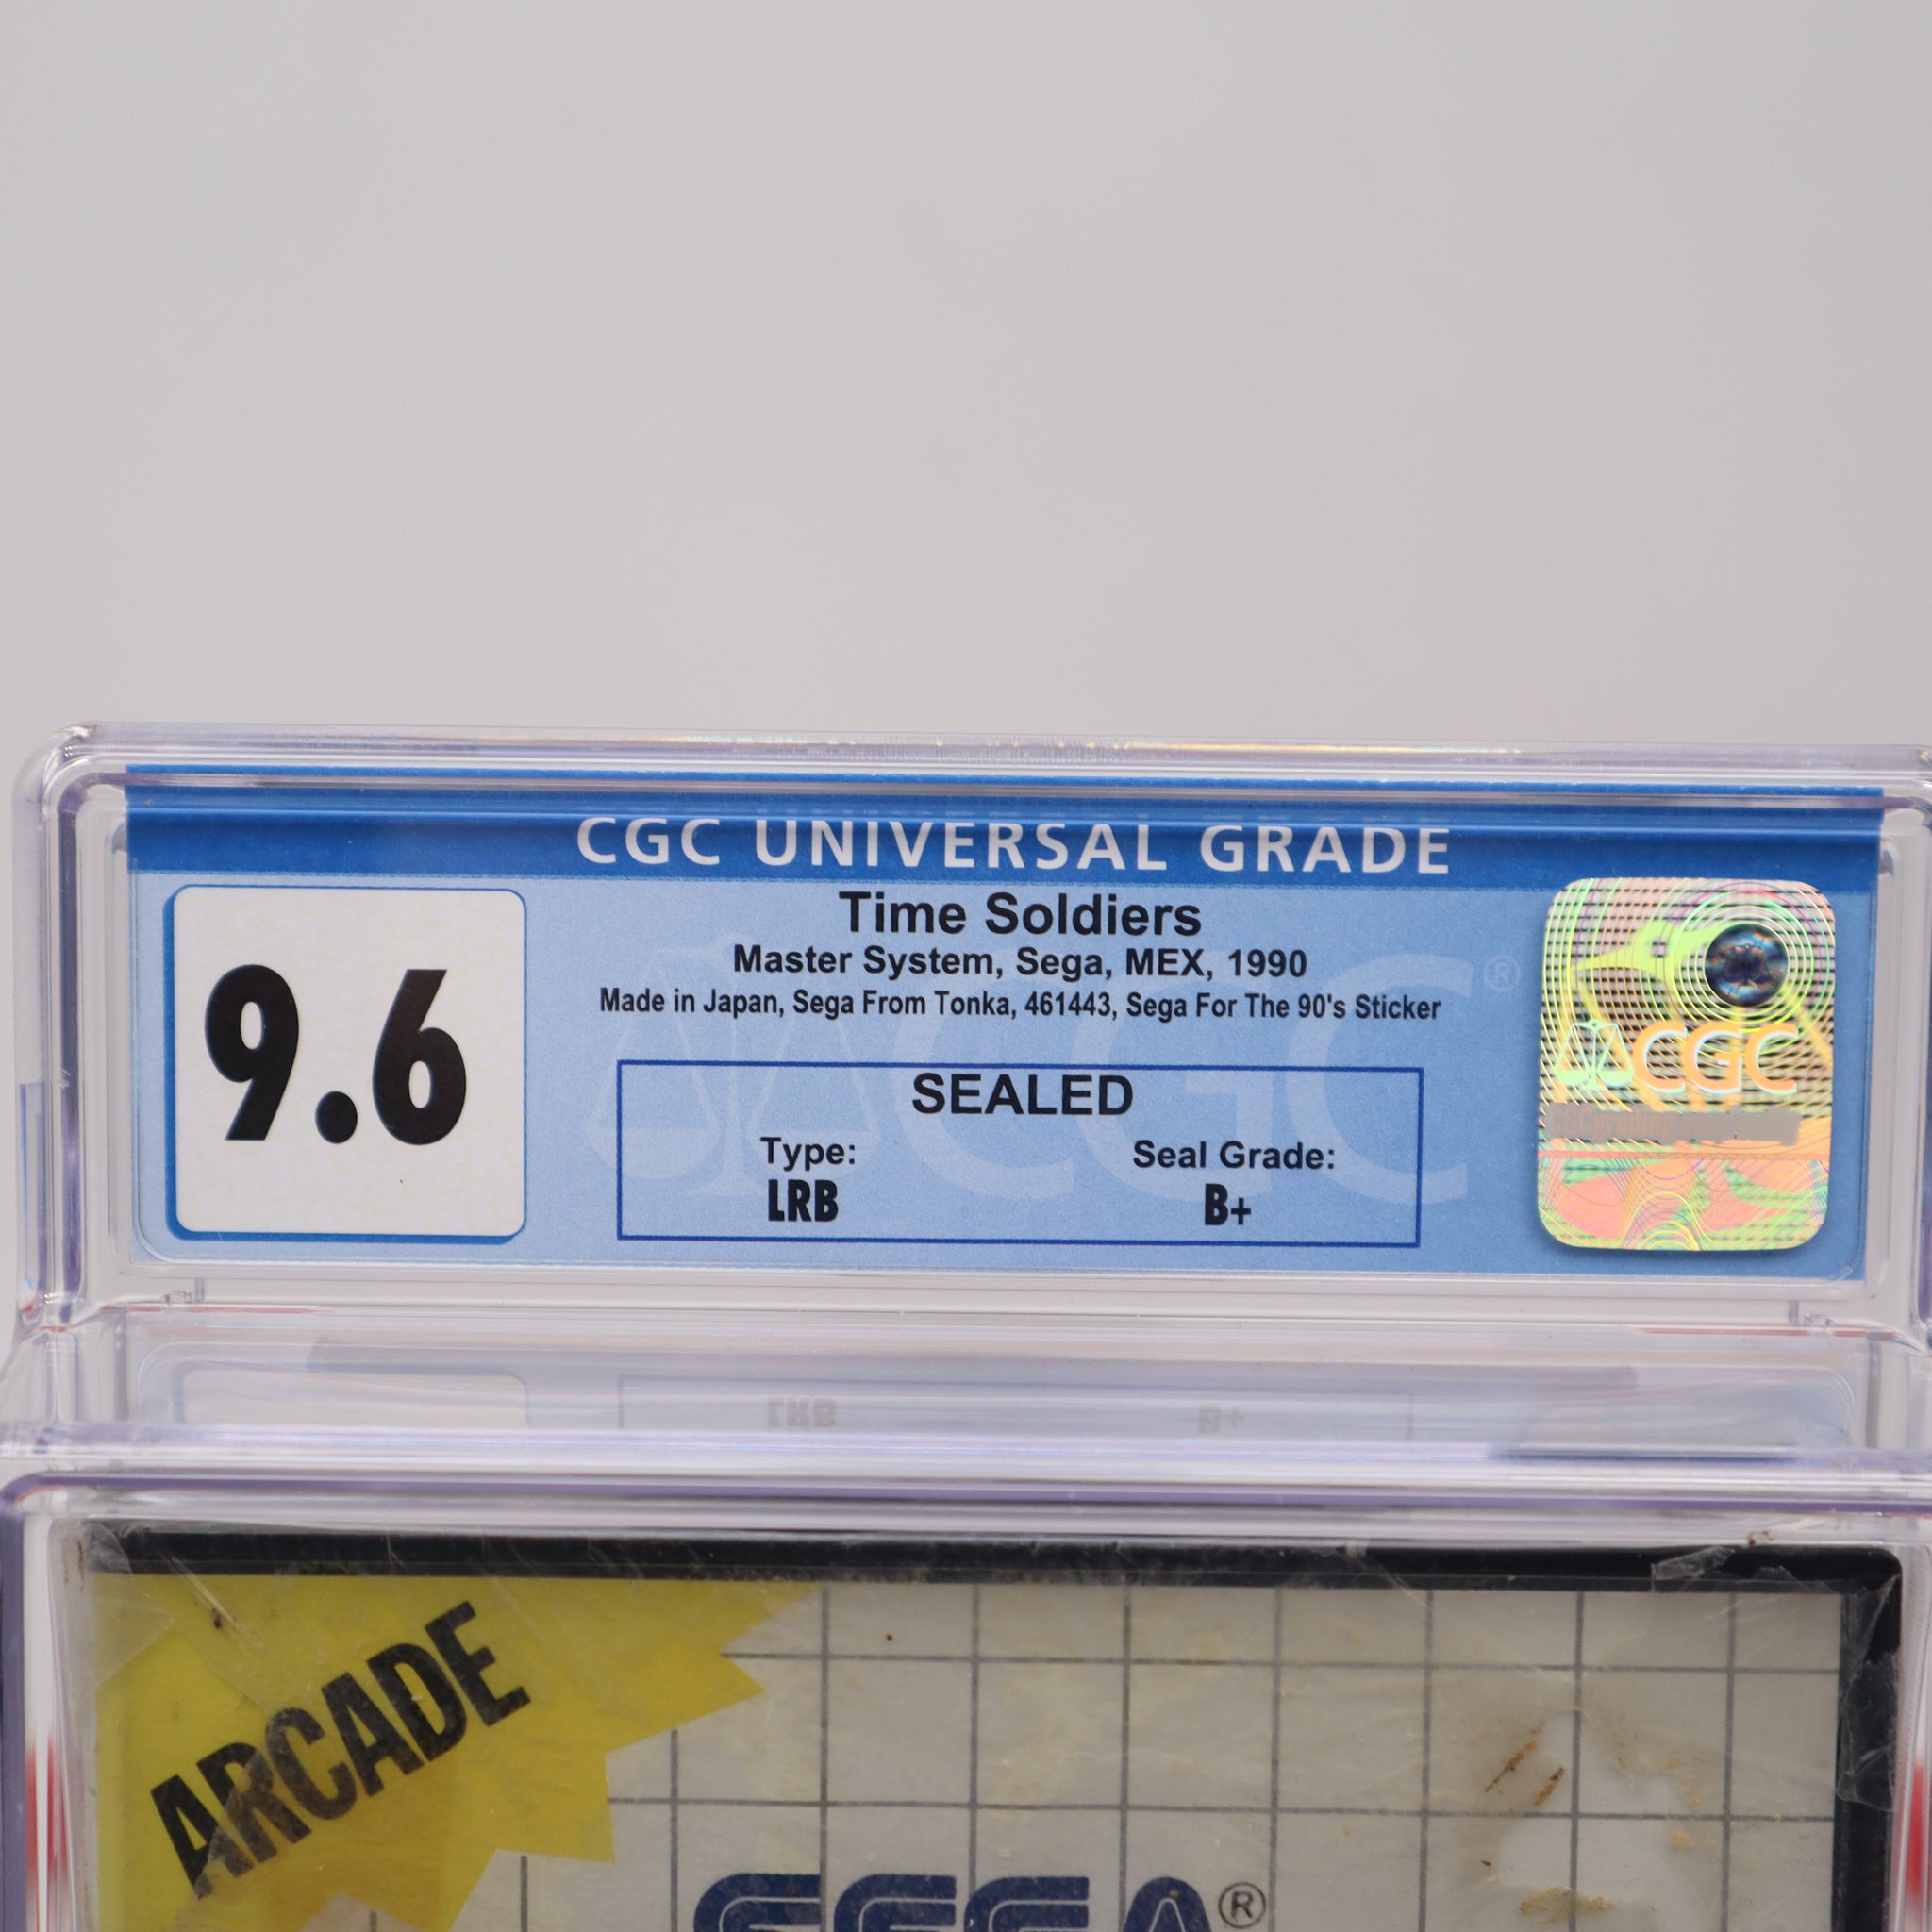 CGC UNIVERSAL GRADE
9.6
Time Soldiers
Master System, Sega, MEX, 1990
Made in Japan, Sega From Tonka, 461443, Sega For The 90's Sticker
SEALED
Type:
LRB
Seal Grade:
B+
CGC®
CGC
ARCADE
SEGA®